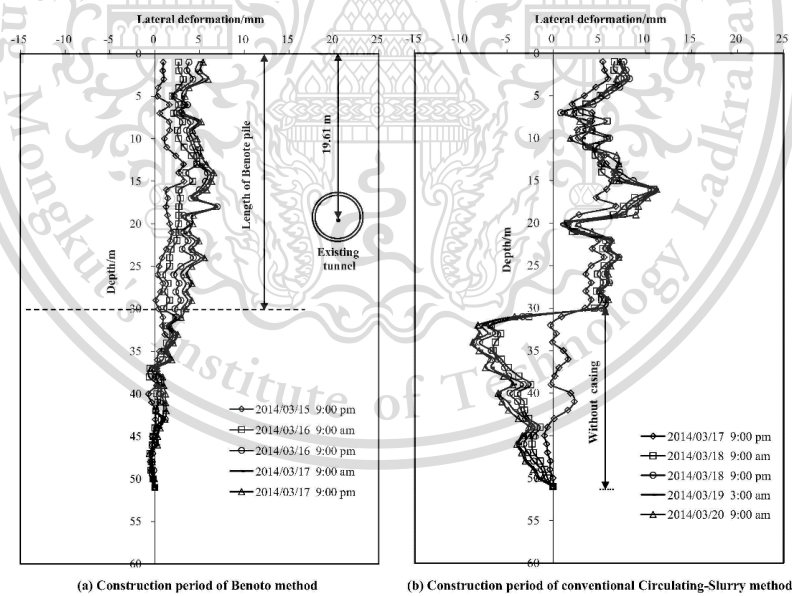 Lateral deformation/mm
-15 -10 -5 0 5 10 15 20 25
0
5
10
15
20
25
30
35
40
45
50
55
60
Depth/m
Length of Benote pile
19.61 m
Existing
tunnel
2014/03/15 9:00 pm
2014/03/16 9:00 am
2014/03/16 9:00 pm
2014/03/17 9:00 am
2014/03/17 9:00 pm
(a) Construction period of Benoto method
Lateral deformation/mm
-15 -10 -5 0 5 10 15 20 25
5
10
15
20
25
30
35
40
45
50
55
60
Depth/m
Without casing
2014/03/17 9:00 pm
2014/03/18 9:00 am
2014/03/18 9:00 pm
2014/03/19 3:00 am
2014/03/20 9:00 am
(b) Construction period of conventional Circulating-Slurry method
Institute of Technology